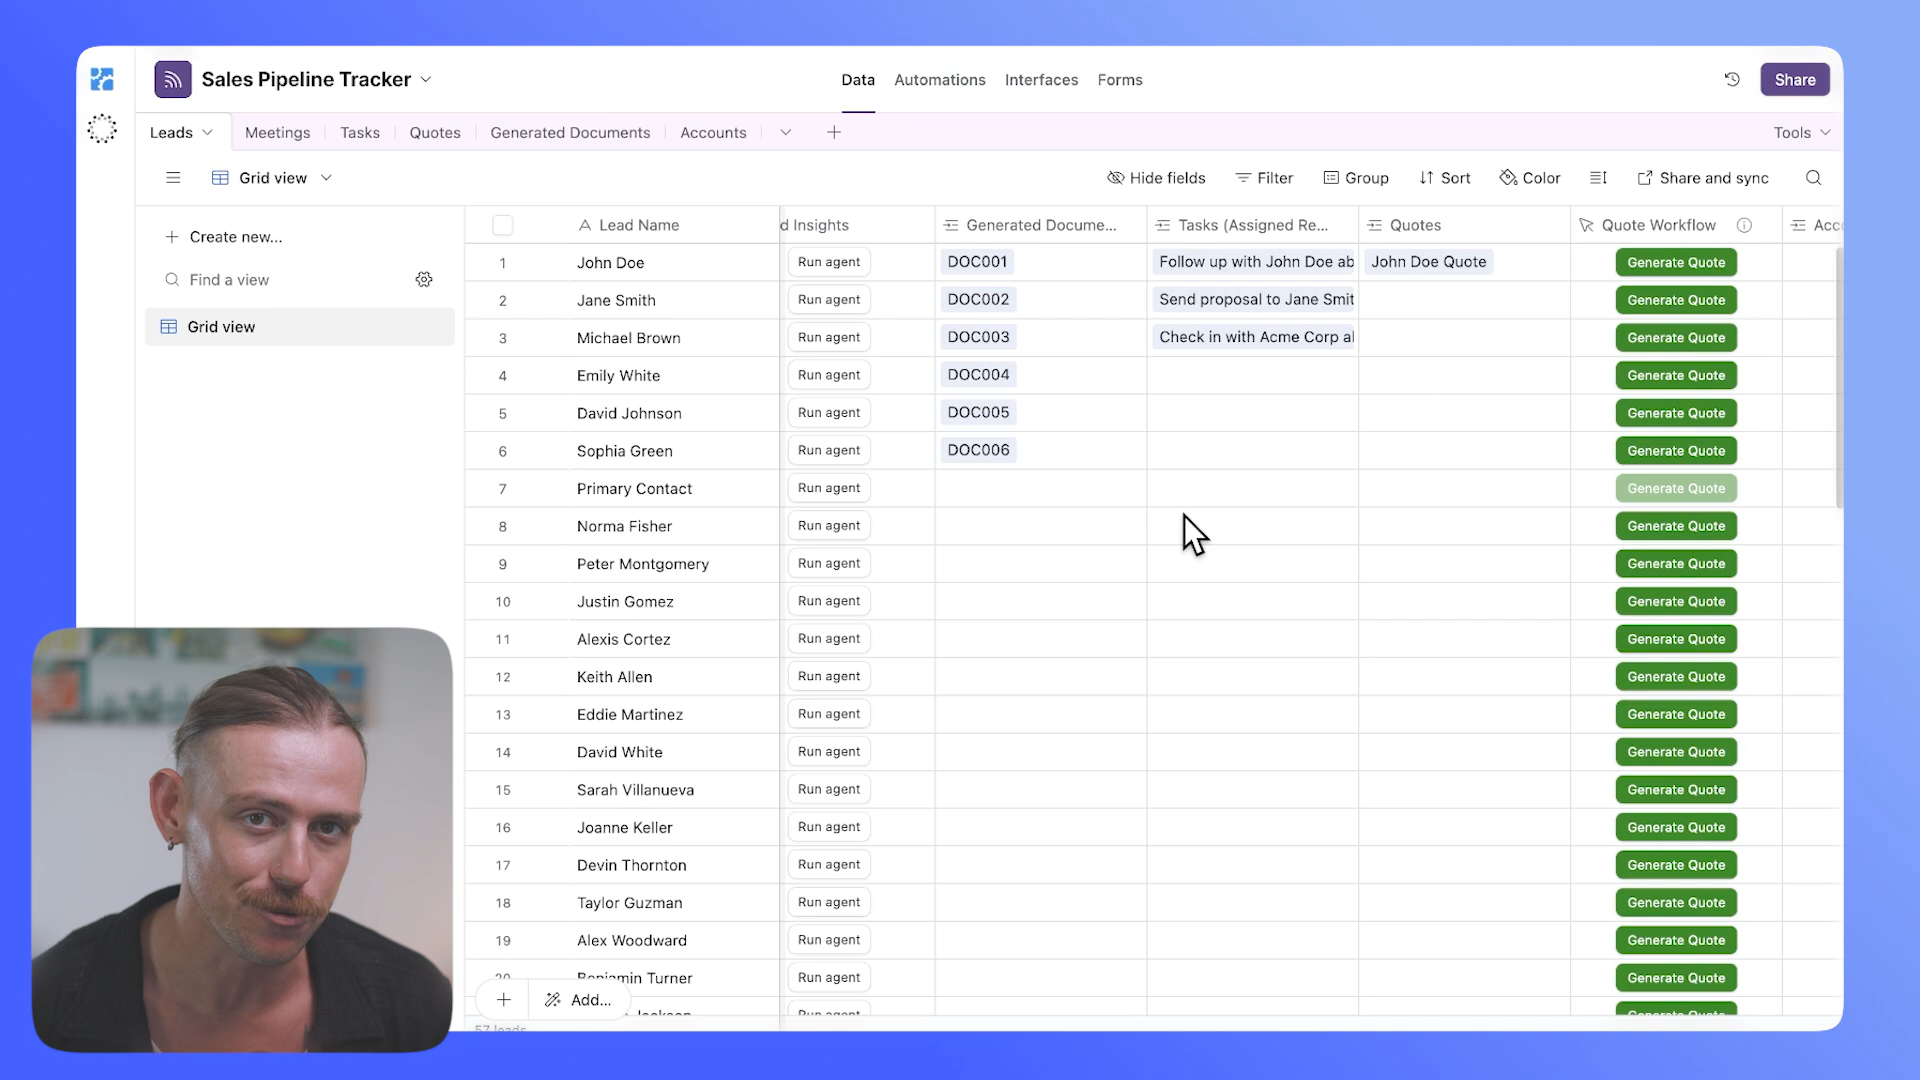 Sales Pipeline Tracker
Data Automations Interfaces Forms
Share
Leads Meetings Tasks Quotes Generated Documents Accounts
Tools
Grid view
Hide fields Filter Group Sort Color Share and sync
Create new...
Find a view
Grid view
Lead Name d Insights Generated Docume... Tasks (Assigned Re... Quotes Quote Workflow Acc
1 John Doe Run agent DOC001 Follow up with John Doe ab John Doe Quote Generate Quote
2 Jane Smith Run agent DOC002 Send proposal to Jane Smit Generate Quote
3 Michael Brown Run agent DOC003 Check in with Acme Corp al Generate Quote
4 Emily White Run agent DOC004 Generate Quote
5 David Johnson Run agent DOC005 Generate Quote
6 Sophia Green Run agent DOC006 Generate Quote
7 Primary Contact Run agent Generate Quote
8 Norma Fisher Run agent Generate Quote
9 Peter Montgomery Run agent Generate Quote
10 Justin Gomez Run agent Generate Quote
11 Alexis Cortez Run agent Generate Quote
12 Keith Allen Run agent Generate Quote
13 Eddie Martinez Run agent Generate Quote
14 David White Run agent Generate Quote
15 Sarah Villanueva Run agent Generate Quote
16 Joanne Keller Run agent Generate Quote
17 Devin Thornton Run agent Generate Quote
18 Taylor Guzman Run agent Generate Quote
19 Alex Woodward Run agent Generate Quote
20 Benjamin Turner Run agent Generate Quote
Add...
Run agent Generate Quote
57 leads